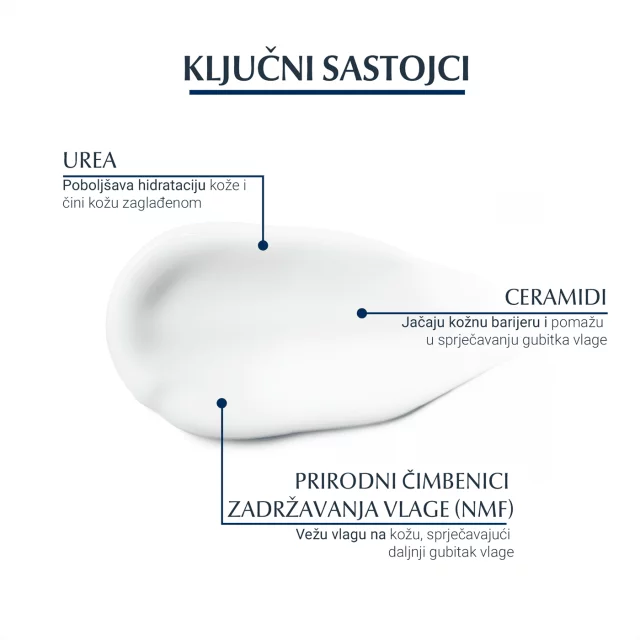 KLJUČNI SASTOJCI
UREA
Poboljšava hidrataciju kože i
čini kožu zaglađenom
CERAMIDI
Jačaju kožnu barijeru i pomažu
u sprječavanju gubitka vlage
PRIRODNI ČIMBENICI
ZADRŽAVANJA VLAGE (NMF)
Vežu vlagu na kožu, sprječavajući
daljnji gubitak vlage